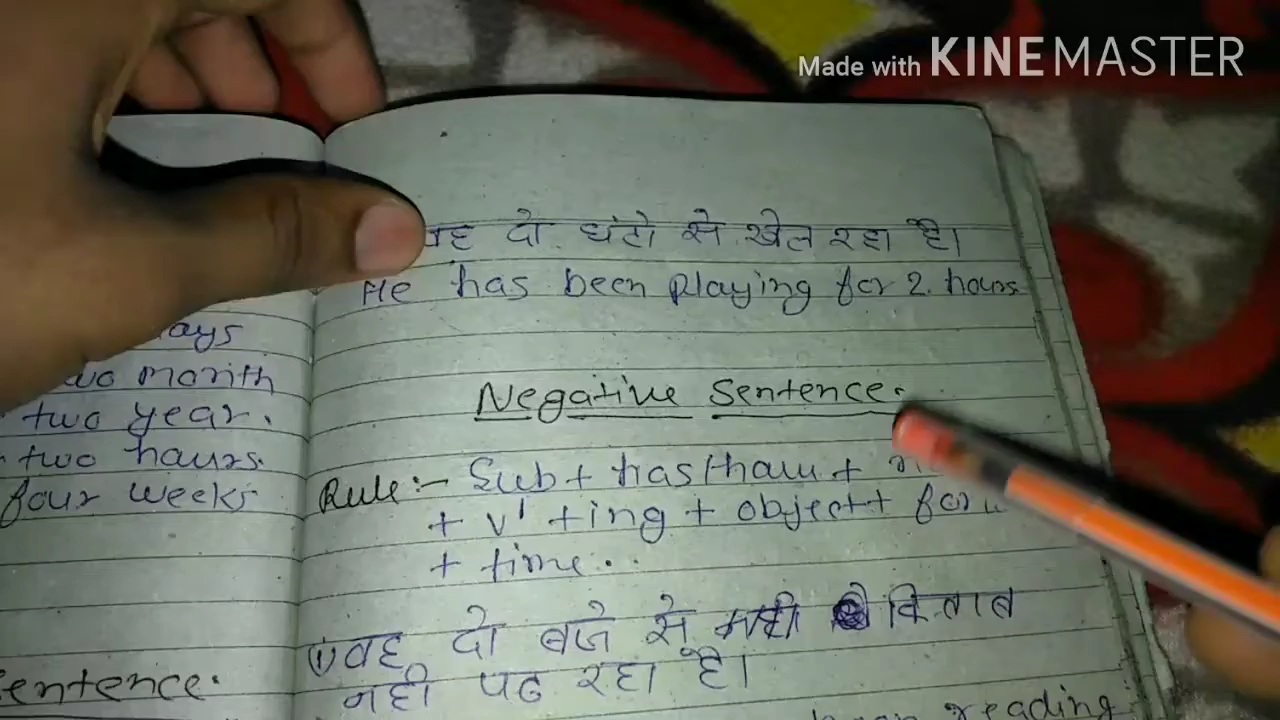 Made with KINEMASTER
वह दो घंटो से खेल रहा है।
He has been Playing for 2 hours
Negative Sentence.
Rule:- Sub + has/have +
+ V¹ + ing + object + for
+ time..
(1) वह दो बजे से किताब
नही पढ रहा है।
reading
ays
two month
two year.
two hours.
four weeks
entence.